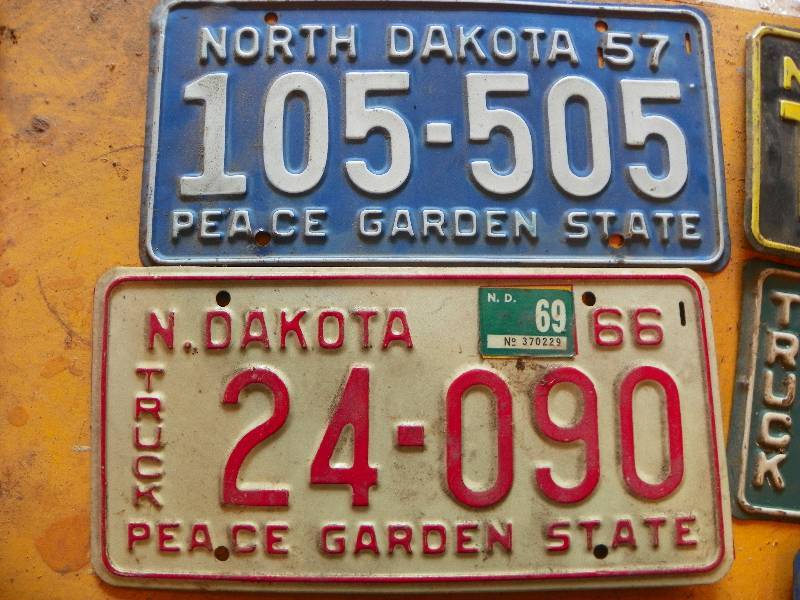 NORTH DAKOTA 57
105-505
PEACE GARDEN STATE
N. DAKOTA 66
N. D.
69
No 370229
TRUCK
24-090
PEACE GARDEN STATE
N
TRUCK